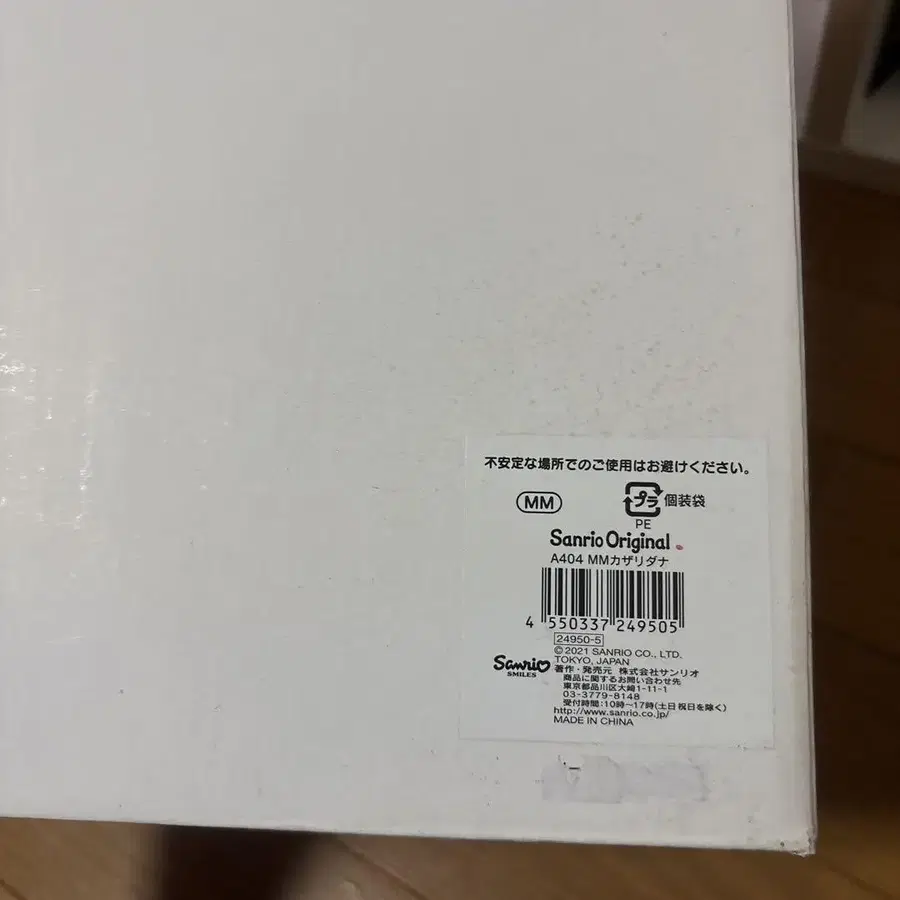 不安定な場所でのご使用はお避けください。
MM
プラ 個装袋
PE
Sanrio Original
A404 MMカザリダナ
4 550337 249505
24950-5
© 2021 SANRIO CO., LTD.
TOKYO, JAPAN
Sanrio
SMILES
著作・発売元 株式会社サンリオ
商品に関するお問い合わせ先
東京都品川区大崎1-11-1
03-3779-8148
受付時間:10時～17時(土日祝日を除く)
http://www.sanrio.co.jp/
MADE IN CHINA